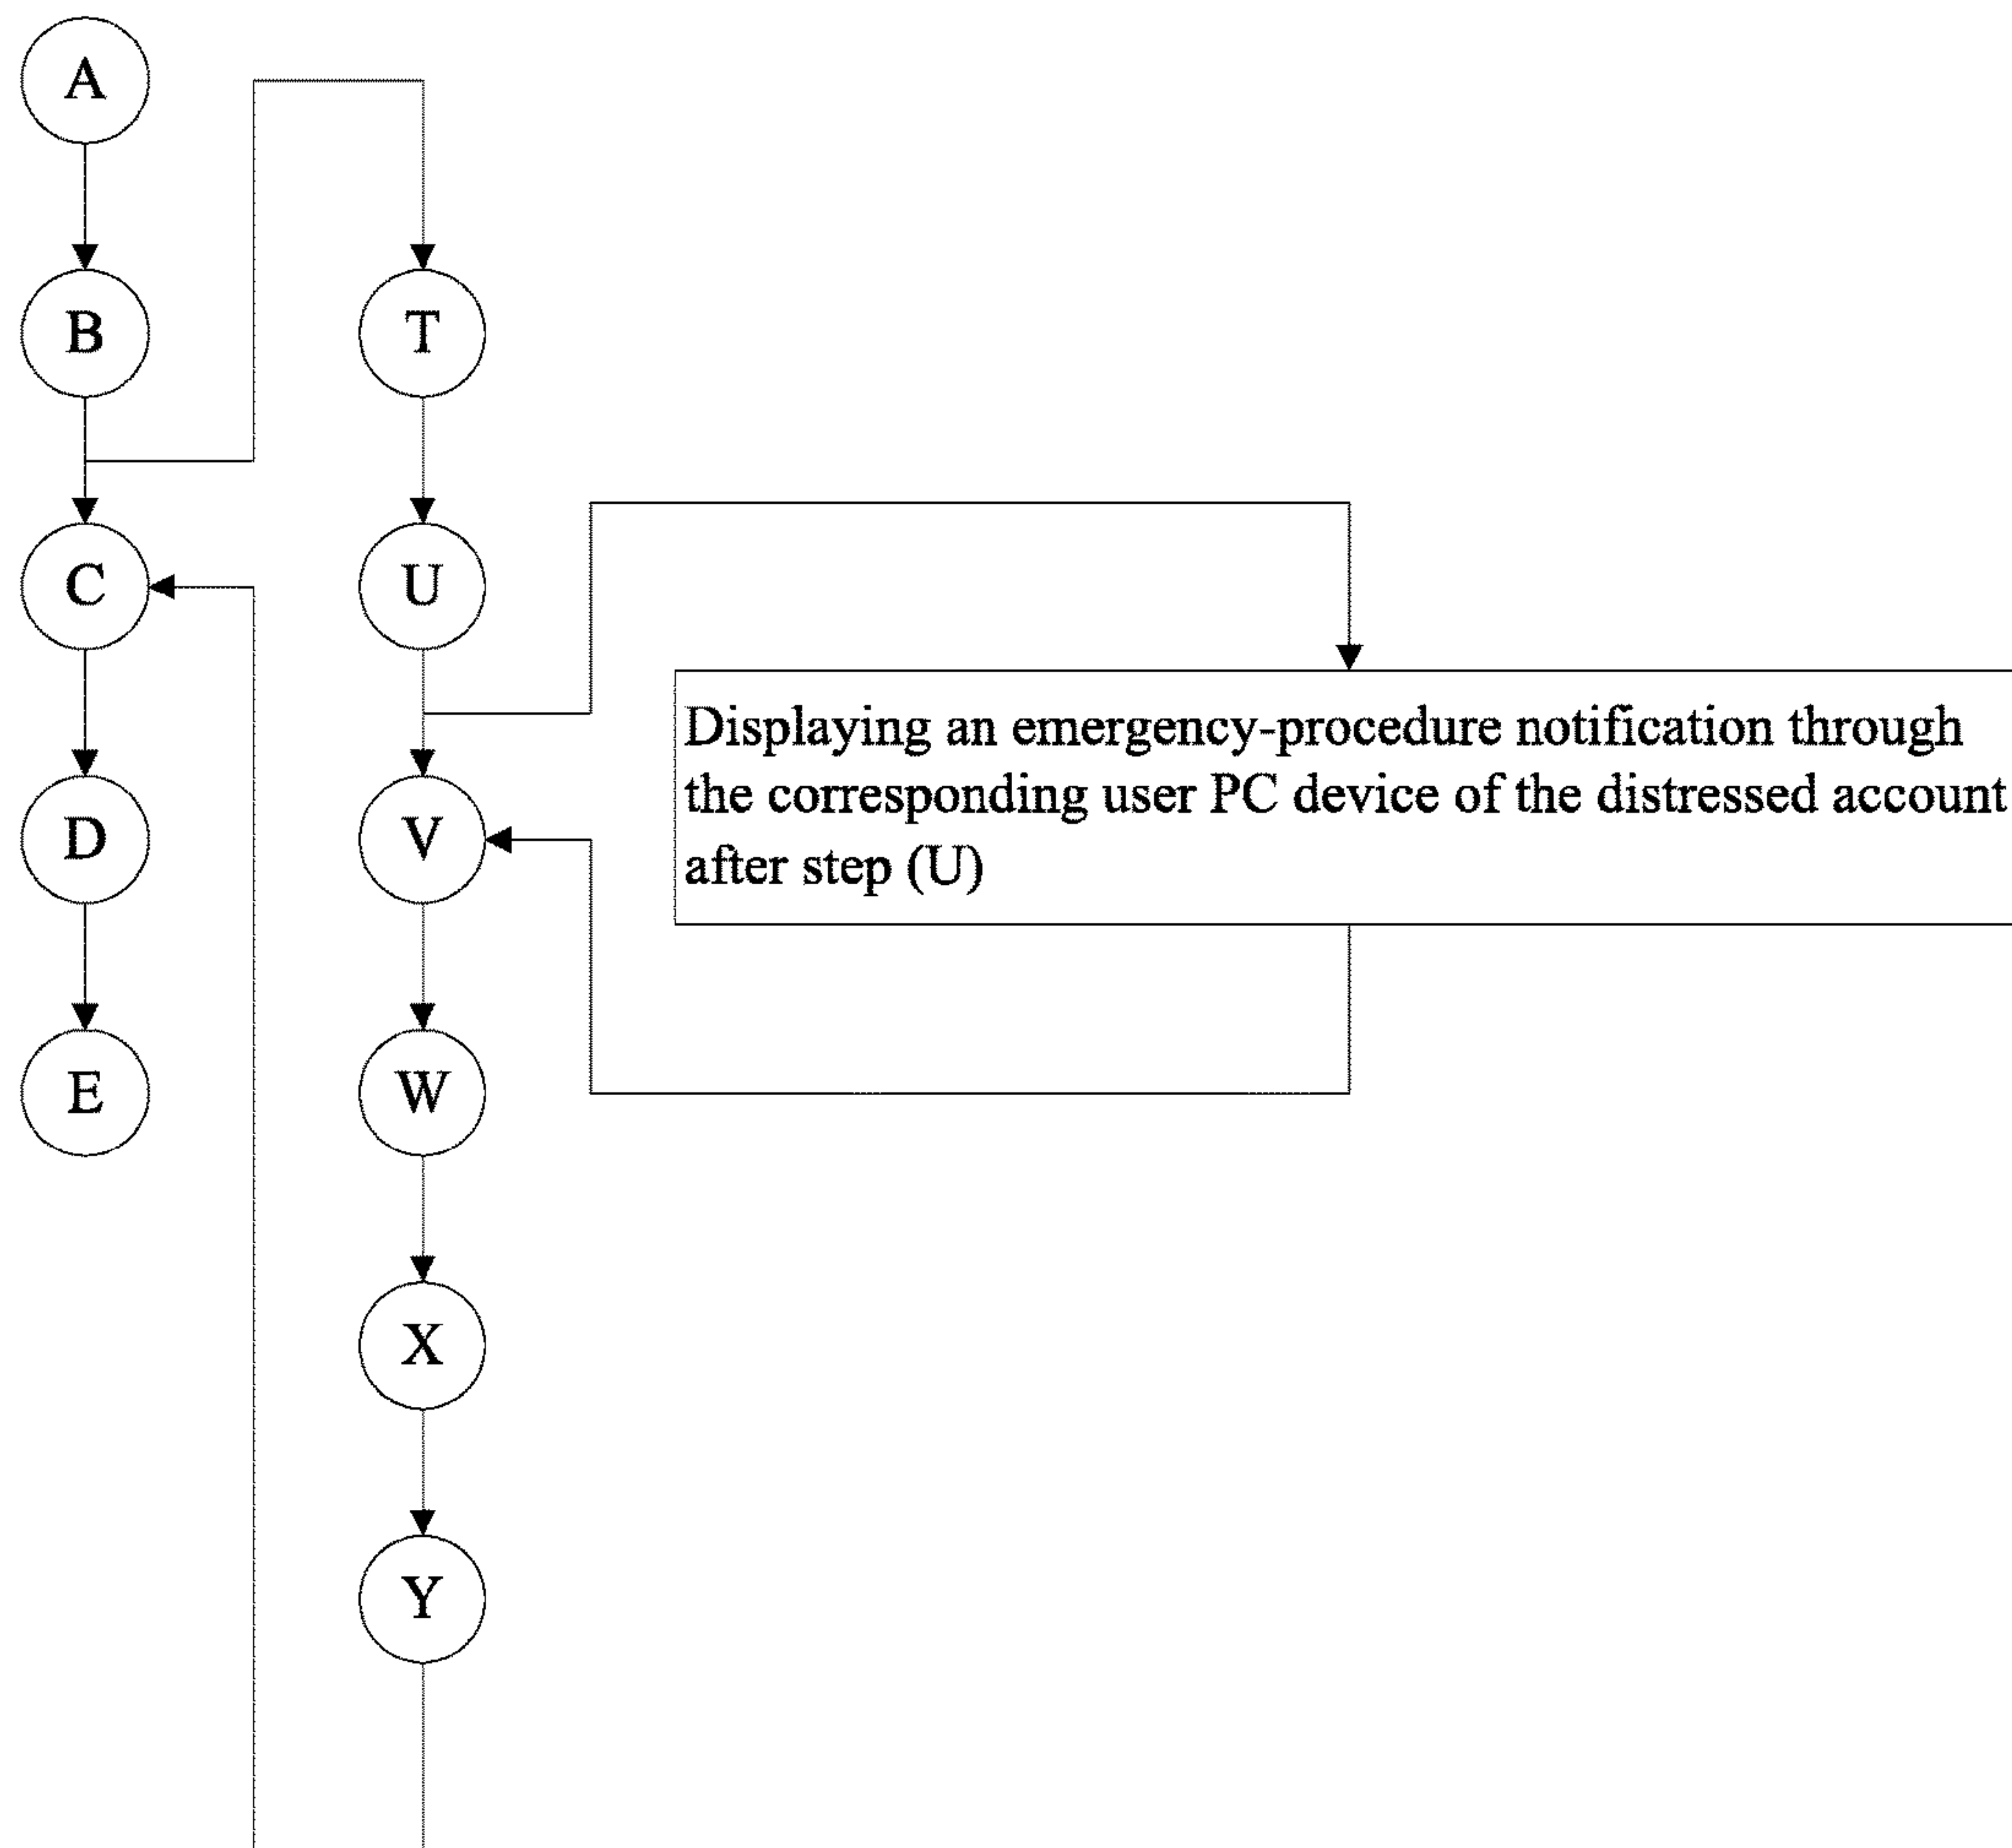 A
B
T
C
U
Displaying an emergency-procedure notification through
the corresponding user PC device of the distressed account
after step (U)
D
V
E
W
X
Y